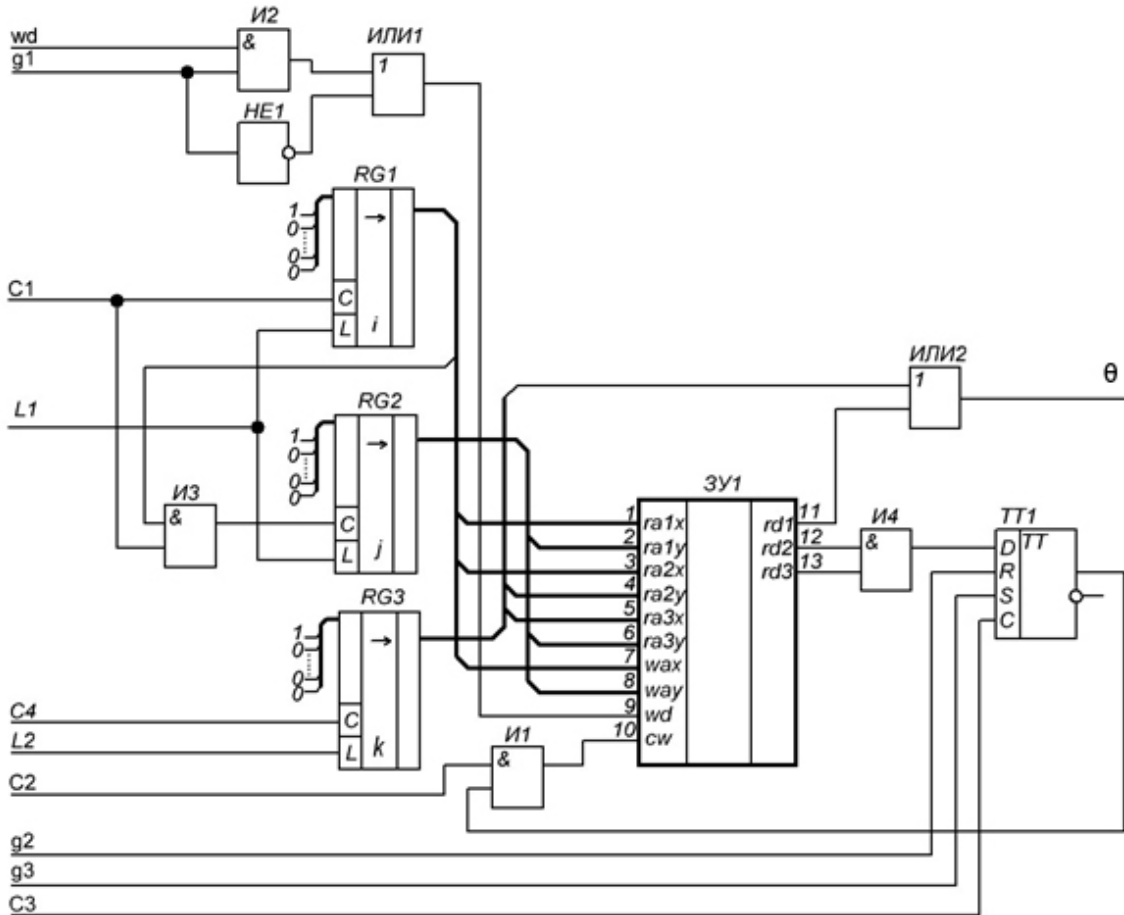 И2
wd
&
ИЛИ1
g1
1
НЕ1
RG1
1
→
0
0
0
C1
C
L
i
ИЛИ2
1
θ
RG2
L1
1
→
0
0
0
ЗУ1
И3
&
C
L
j
1
ra1x
rd1
11
2
ra1y
rd2
12
3
ra2x
rd3
13
4
ra2y
5
ra3x
6
ra3y
7
wax
8
way
9
wd
10
cw
И4
&
ТТ1
D
ТТ
R
S
C
RG3
1
→
0
0
0
C4
C
L2
L
k
И1
C2
&
g2
g3
C3